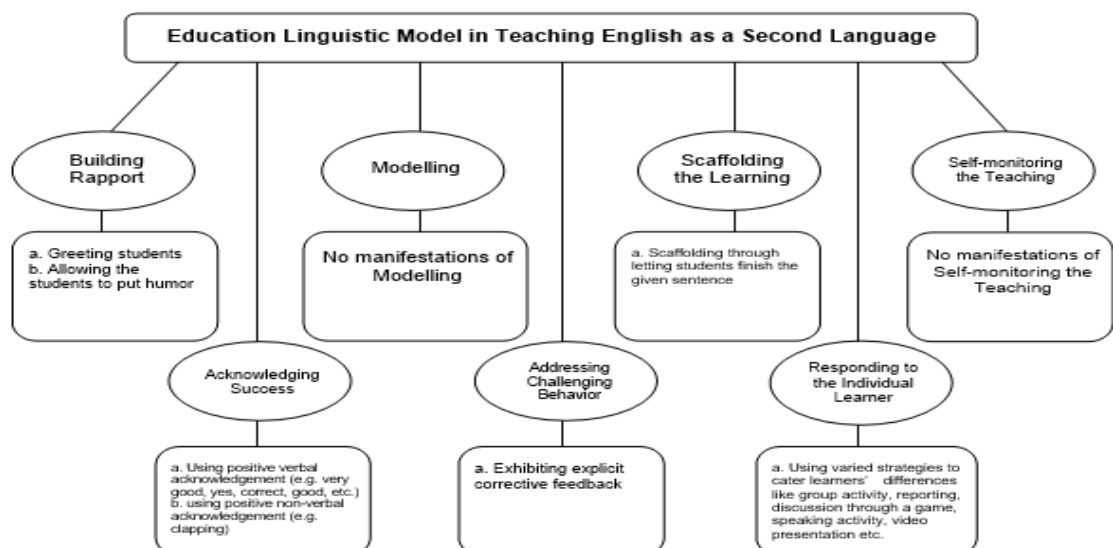 Education Linguistic Model in Teaching English as a Second Language
Building
Rapport
a. Greeting students
b. Allowing the
students to put humor
Modelling
No manifestations of
Modelling
Scaffolding
the Learning
a. Scaffolding through
letting students finish the
given sentence
Self-monitoring
the Teaching
No manifestations of
Self-monitoring the
Teaching
Acknowledging
Success
a. Using positive verbal
acknowledgement (e.g. very
good, yes, correct, good, etc.)
b. using positive non-verbal
acknowledgement (e.g.
clapping)
Addressing
Challenging
Behavior
a. Exhibiting explicit
corrective feedback
Responding to
the Individual
Learner
a. Using varied strategies to
cater learners' differences
like group activity, reporting,
discussion through a game,
speaking activity, video
presentation etc.